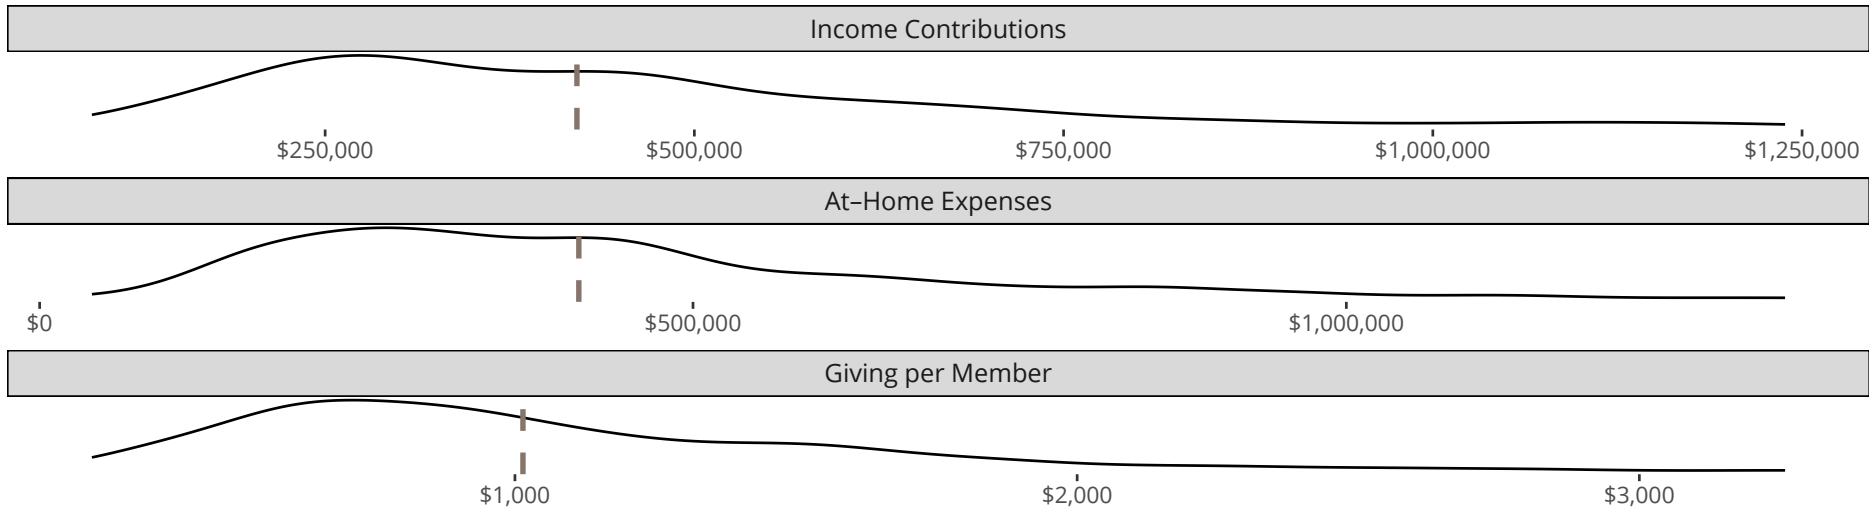 Income Contributions
$250,000 $500,000 $750,000 $1,000,000 $1,250,000
At–Home Expenses
$0 $500,000 $1,000,000
Giving per Member
$1,000 $2,000 $3,000